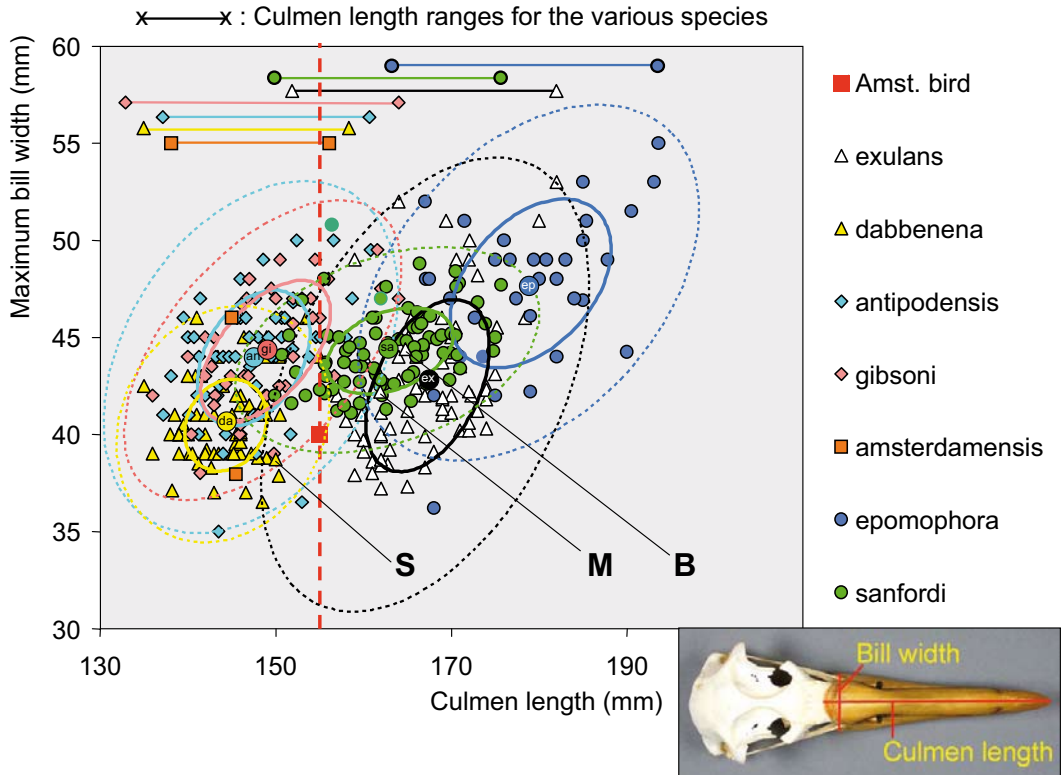 x x : Culmen length ranges for the various species
60
55
50
45
40
35
30
Maximum bill width (mm)
130 150 170 190
Culmen length (mm)
an gi da sa ex ep
S M B
Amst. bird
exulans
dabbenena
antipodensis
gibsoni
amsterdamensis
epomophora
sanfordi
Bill width
Culmen length